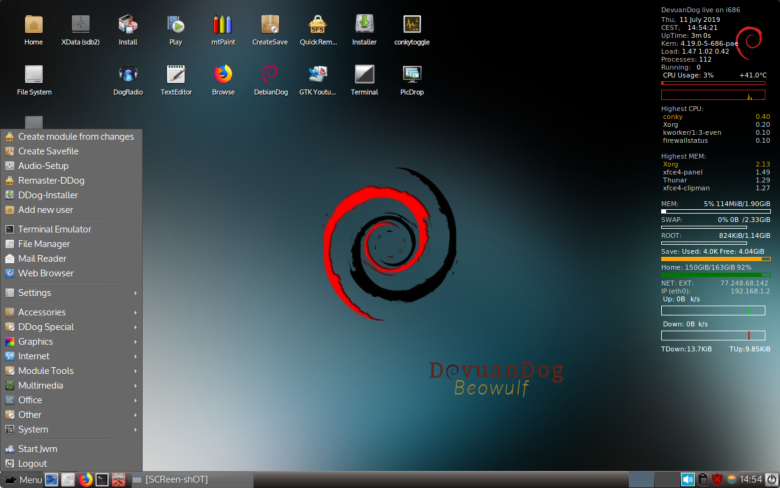 Home
XData (sdb2)
Install
Play
mtPaint
CreateSave
Quick Rem...
Installer
conkytoggle
File System
DogRadio
TextEditor
Browse
DebianDog
GTK Youtu...
Terminal
PicDrop
Create module from changes
Create Savefile
Audio-Setup
Remaster-DDog
DDog-Installer
Add new user
Terminal Emulator
File Manager
Mail Reader
Web Browser
Settings
Accessories
DDog Special
Graphics
Internet
Module Tools
Multimedia
Office
Other
System
Start Jwm
Logout
DevuanDog
Beowulf
DevuanDog live on i686
Thu, 11 July 2019
CEST, 14:54:21
UpTime: 3m 0s
Kern: 4.19.0-5-686-pae
Load: 1.47 1.02 0.42
Processes: 112
Running: 0
CPU Usage: 3% +41.0°C
Highest CPU:
conky 0.40
Xorg 0.20
kworker/1:3-even 0.10
firewallstatus 0.10
Highest MEM:
Xorg 2.13
xfce4-panel 1.49
Thunar 1.29
xfce4-clipman 1.27
MEM: 5% 114MiB/1.90GiB
SWAP: 0% 0B /2.33GiB
ROOT: 824KiB/1.14GiB
Save: Used: 4.0K Free: 4.04GiB
Home: 150GiB/163GiB 92%
NET: EXT: 77.248.68.142
IP (eth0): 192.168.1.2
Up: 0B k/s
Down: 0B k/s
TDown:13.7KiB TUp:9.85KiB
Menu
[SCReen-shOT]
14:54